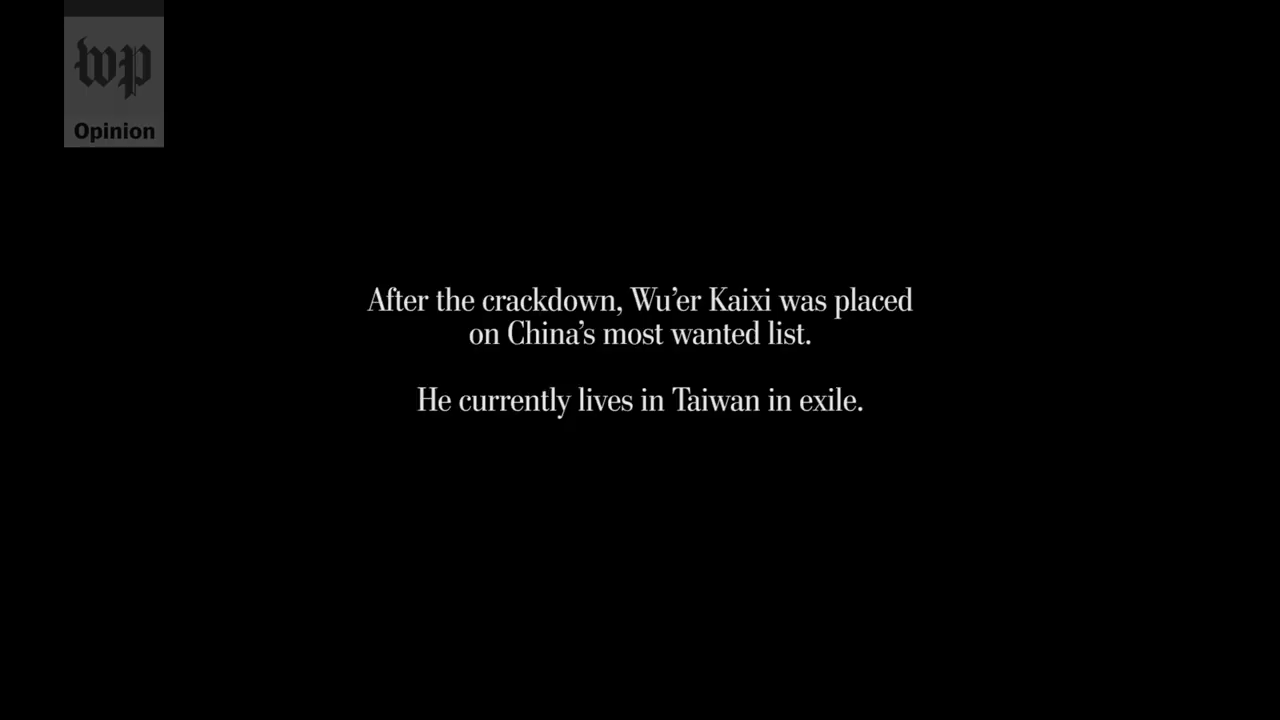 wp
Opinion
After the crackdown, Wu’er Kaixi was placed
on China’s most wanted list.
He currently lives in Taiwan in exile.